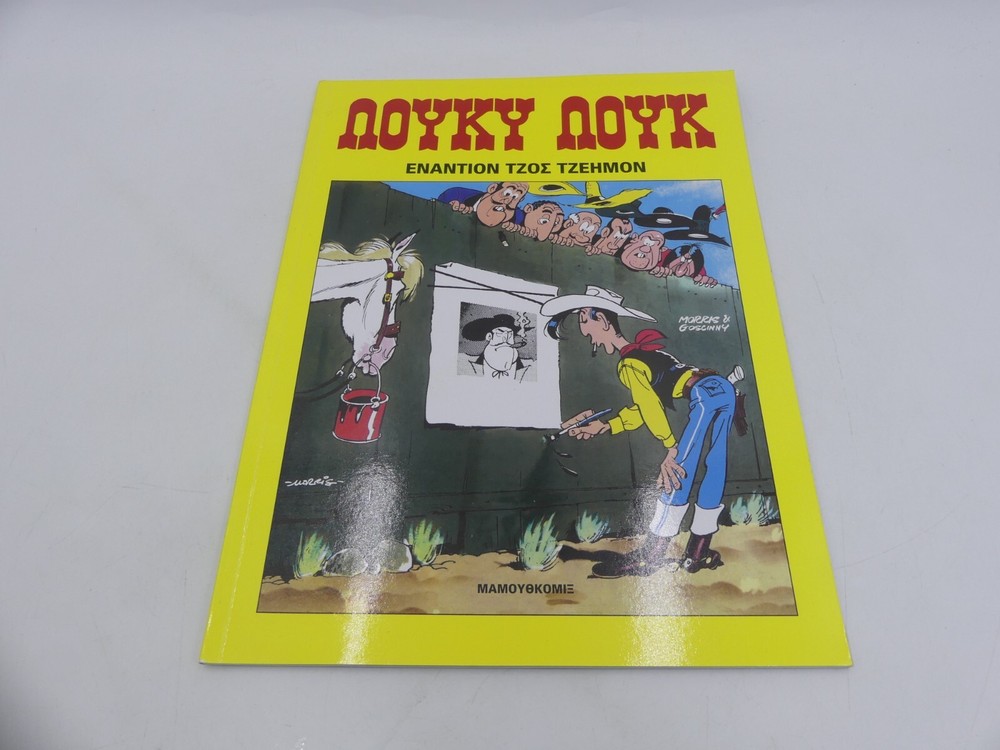 ΛΟΥΚΥ ΛΟΥΚ
ΕΝΑΝΤΙΟΝ ΤΖΟΣ ΤΖΕΗΜΟΝ
MORRIS &
GOSCINNY
-MORRIS-
ΜΑΜΟΥΘΚΟΜΙΞ